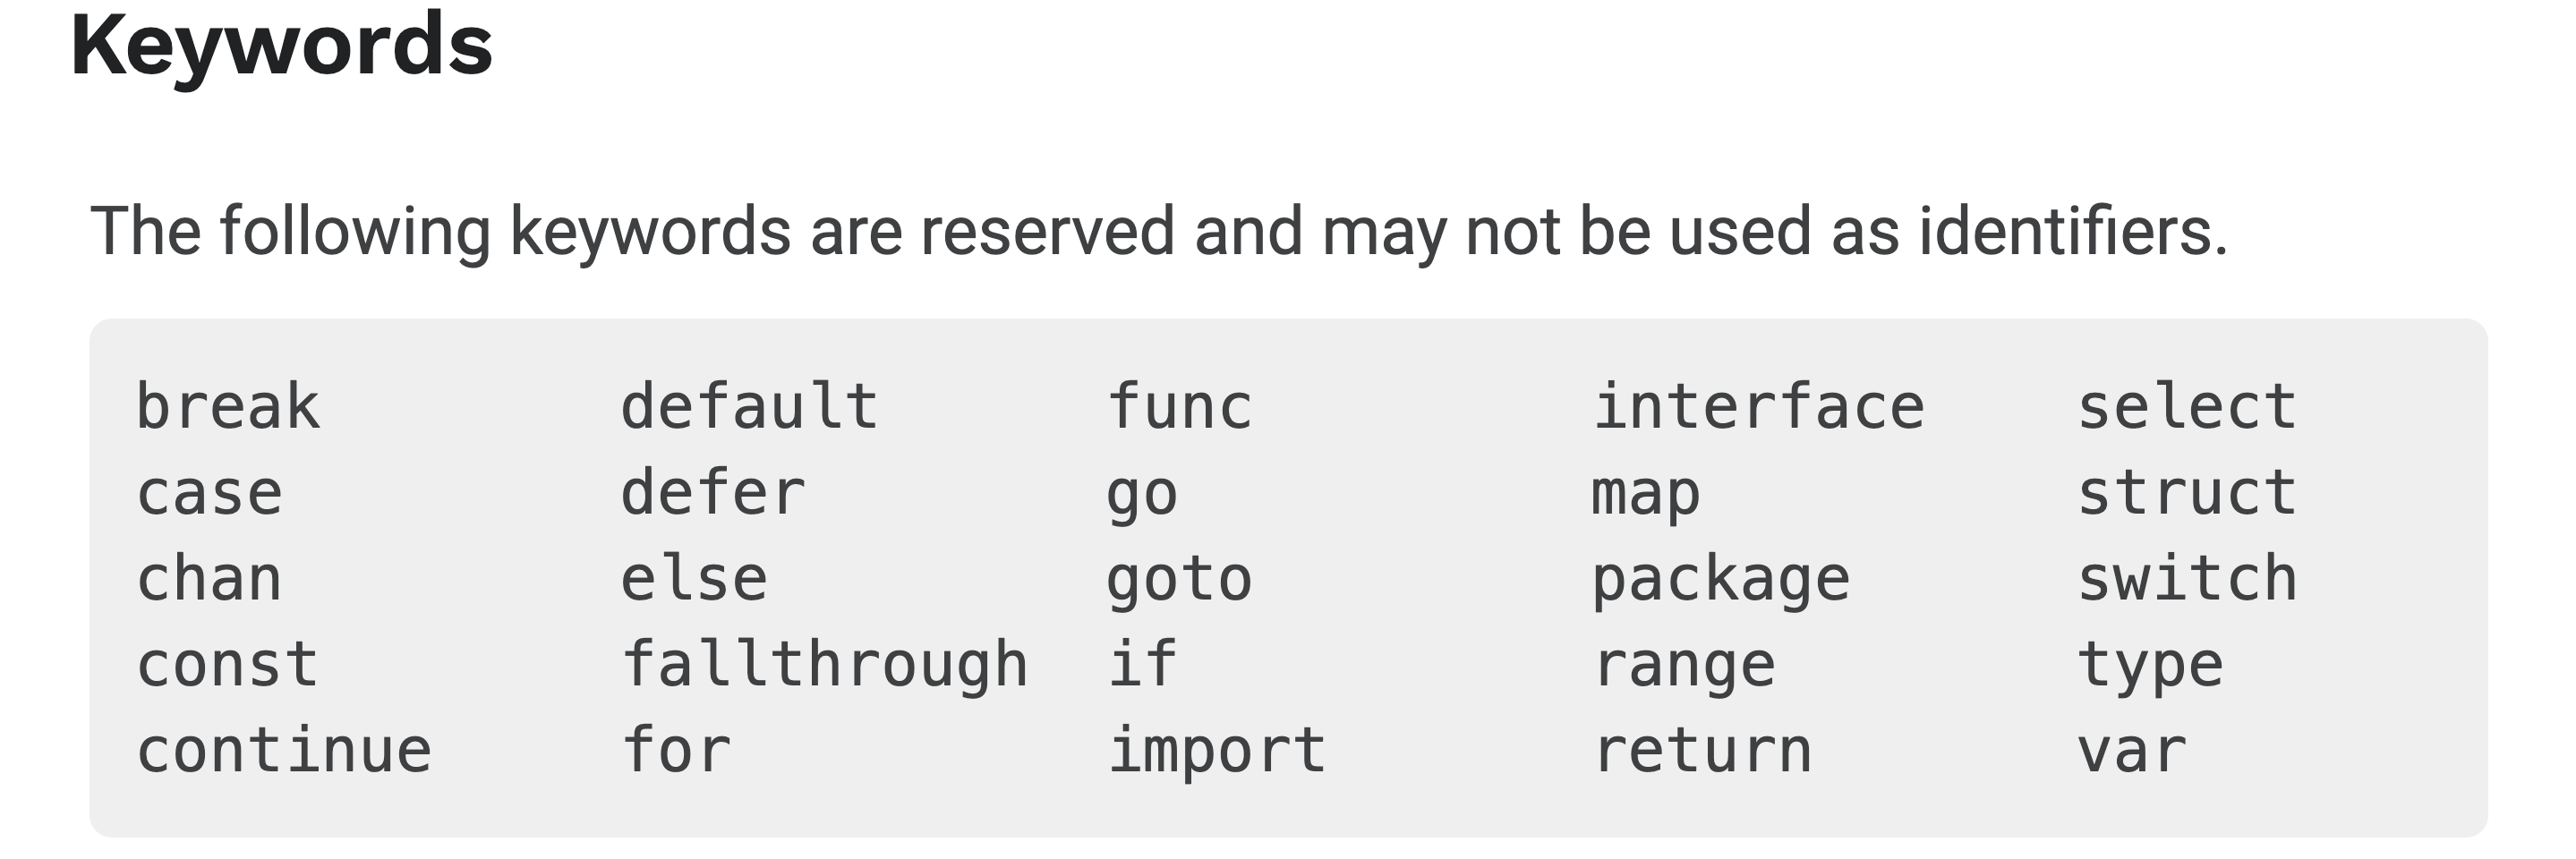 Keywords
The following keywords are reserved and may not be used as identifiers.
break default func interface select
case defer go map struct
chan else goto package switch
const fallthrough if range type
continue for import return var